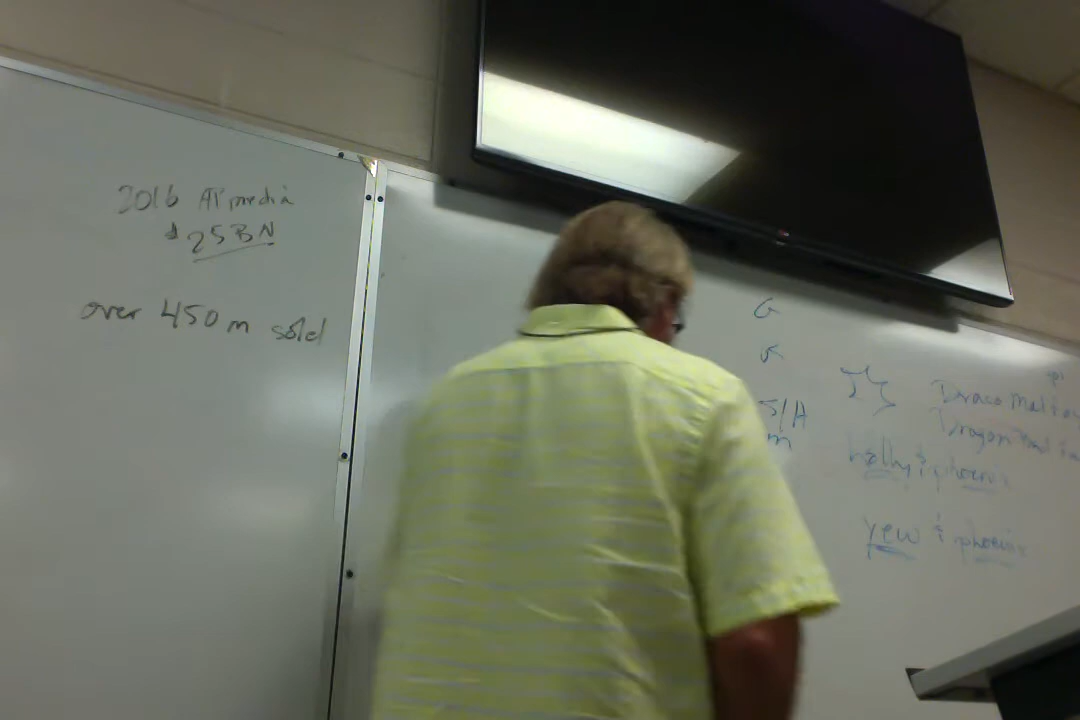 2016 All media
$25BN
over 450m sold
G
S/H
m
Draco Malfoy
Dragon
holly & phoenix
yew & phoenix